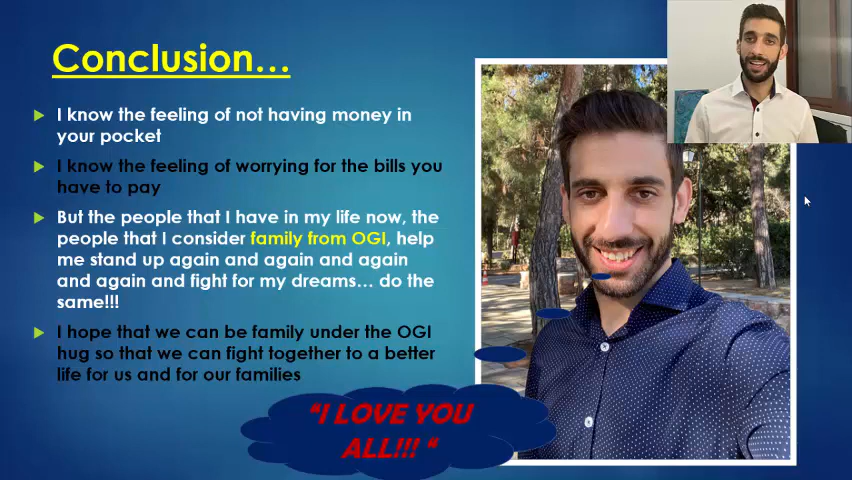 Conclusion...
I know the feeling of not having money in
your pocket
I know the feeling of worrying for the bills you
have to pay
But the people that I have in my life now, the
people that I consider family from OGI, help
me stand up again and again and again
and again and fight for my dreams... do the
same!!!
I hope that we can be family under the OGI
hug so that we can fight together to a better
life for us and for our families
"I LOVE YOU
ALL!!! "